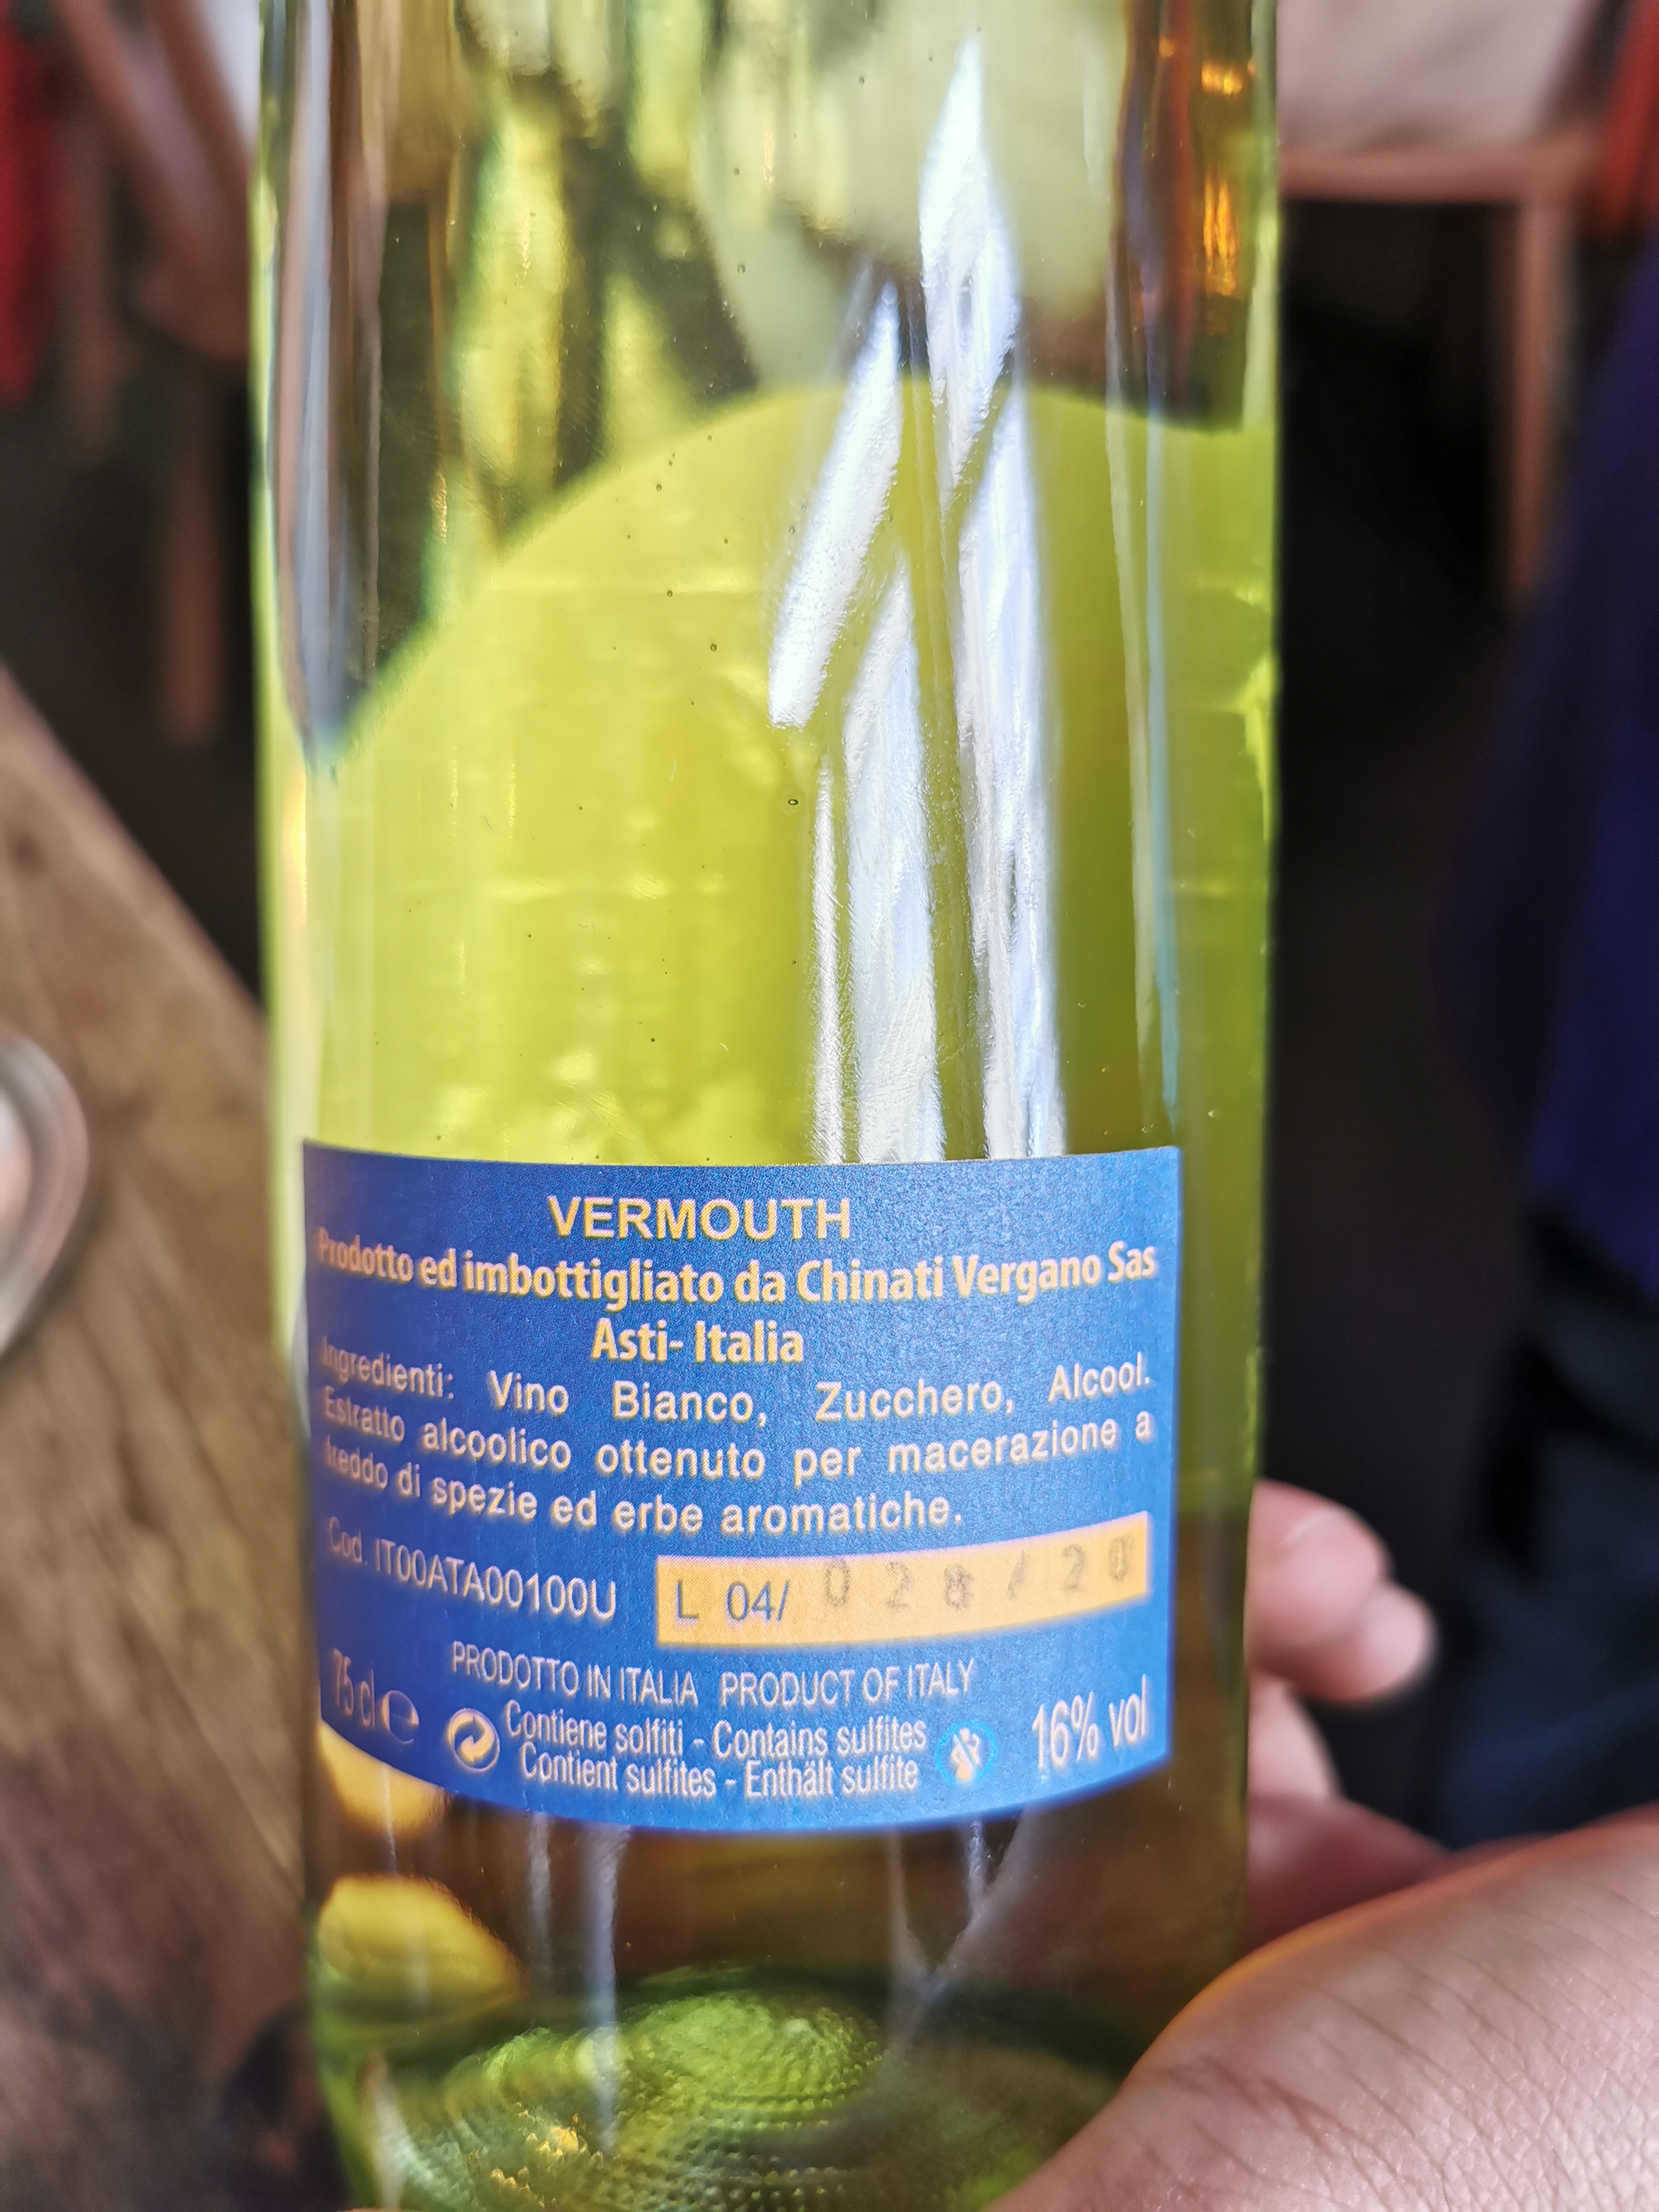 VERMOUTH
Prodotto ed imbottigliato da Chinati Vergano Sas
Asti- Italia
Ingredienti: Vino Bianco, Zucchero, Alcool.
Estratto alcoolico ottenuto per macerazione a
freddo di spezie ed erbe aromatiche.
Cod. IT00ATA00100U L 04/ 028/20
PRODOTTO IN ITALIA PRODUCT OF ITALY
75 cl e Contiene solfiti - Contains sulfites 16% vol
Contient sulfites - Enthält sulfite